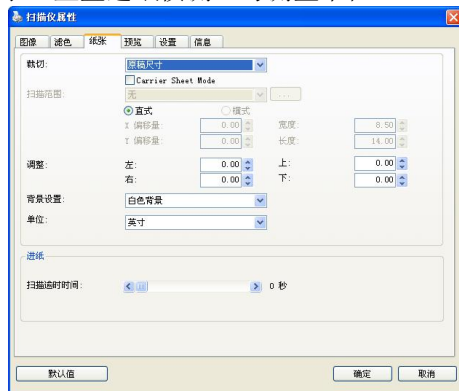 扫描仪属性
图像 滤色 纸张 预览 设置 信息
裁切: 原稿尺寸
Carrier Sheet Mode
扫描范围: 无 ...
直式 横式
X 偏移量: 0.00 宽度: 8.50
Y 偏移量: 0.00 长度: 14.00
调整: 左: 0.00 上: 0.00
右: 0.00 下: 0.00
背景设置: 白色背景
单位: 英寸
进纸
扫描逾时时间: 0 秒
默认值 确定 取消